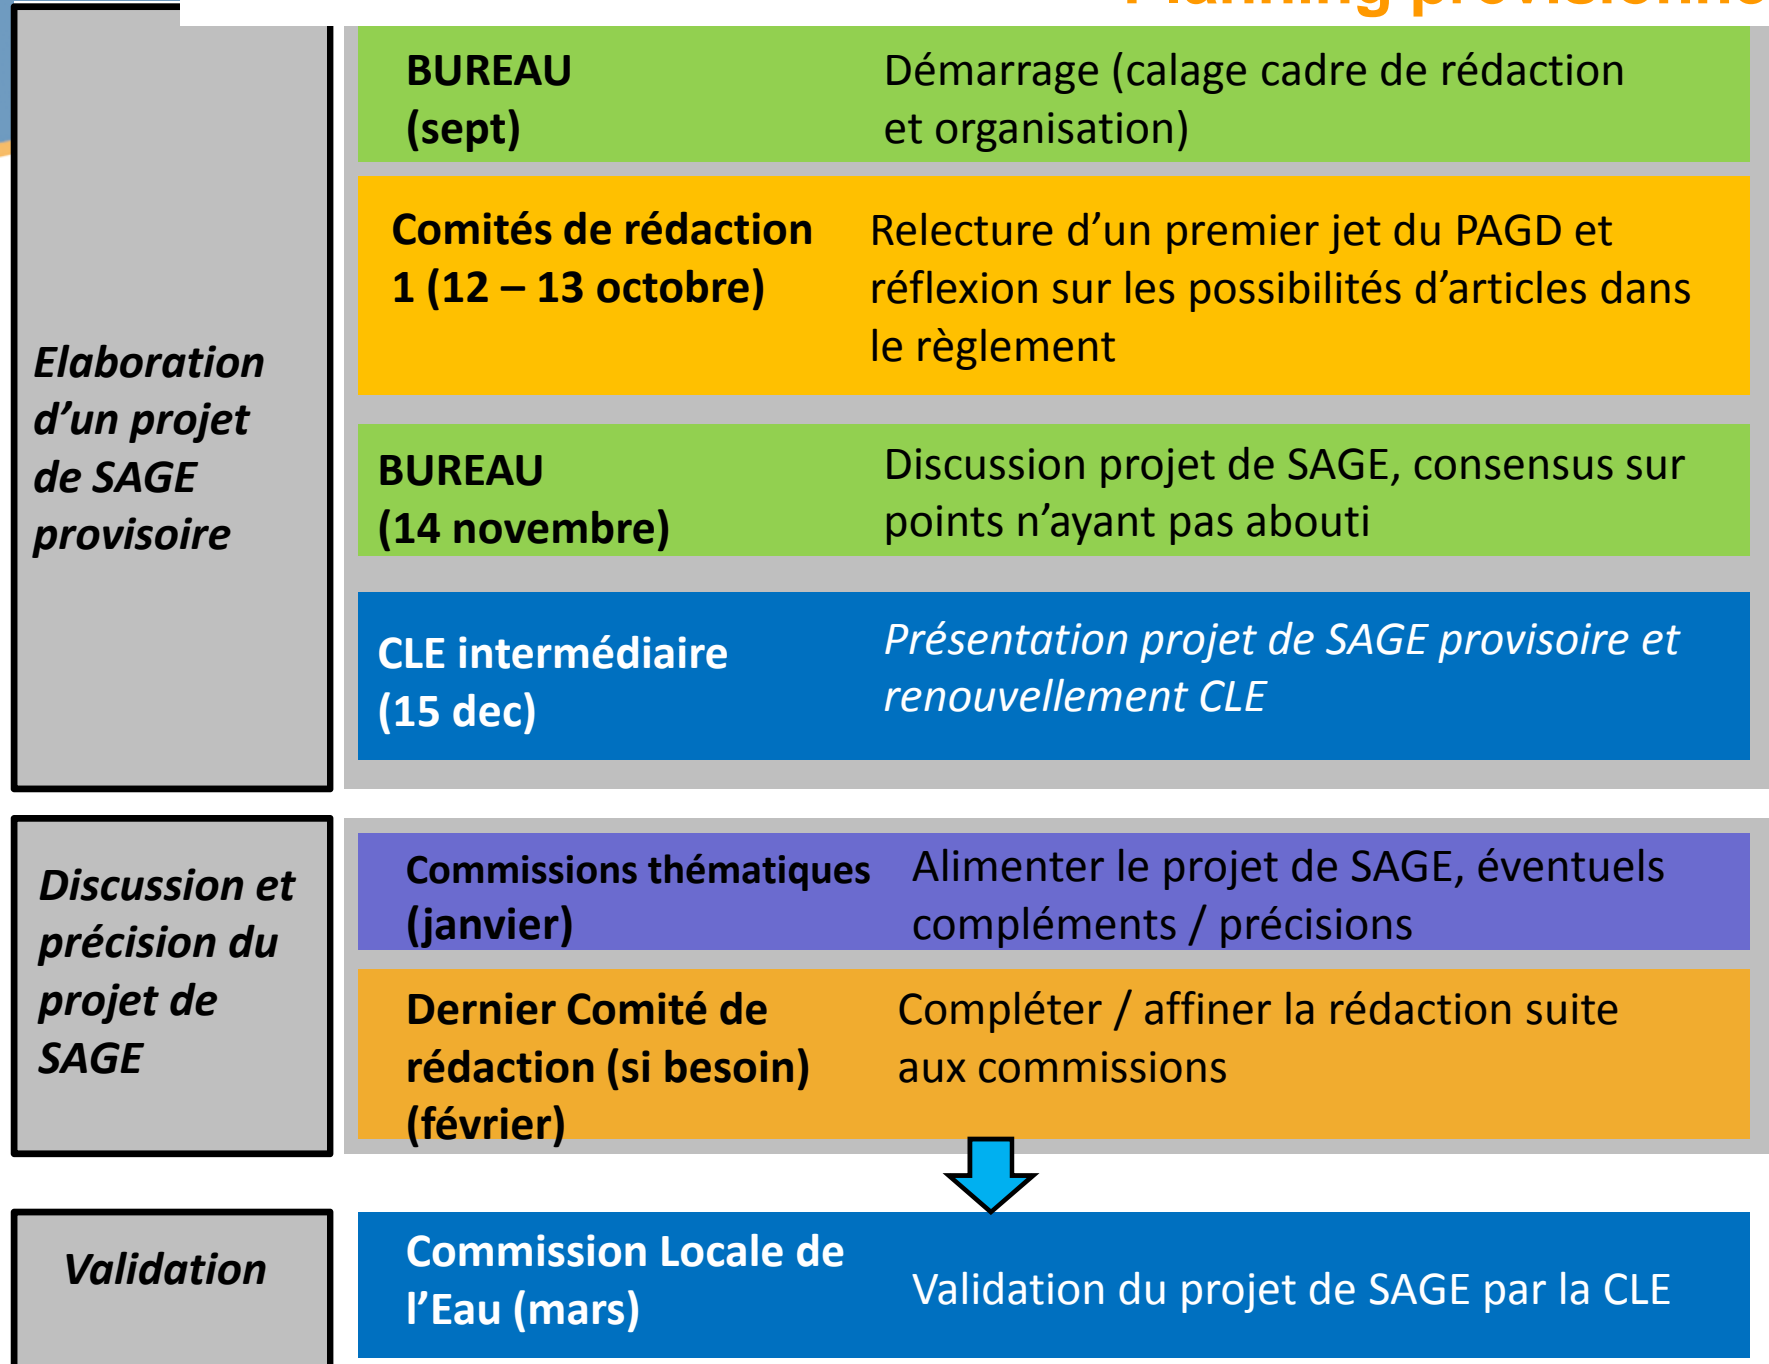 Planning prévisionne
Elaboration
d’un projet
de SAGE
provisoire
BUREAU
(sept)
Démarrage (calage cadre de rédaction
et organisation)
Comités de rédaction
1 (12 – 13 octobre)
Relecture d’un premier jet du PAGD et
réflexion sur les possibilités d’articles dans
le règlement
BUREAU
(14 novembre)
Discussion projet de SAGE, consensus sur
points n’ayant pas abouti
CLE intermédiaire
(15 dec)
Présentation projet de SAGE provisoire et
renouvellement CLE
Discussion et
précision du
projet de
SAGE
Commissions thématiques
(janvier)
Alimenter le projet de SAGE, éventuels
compléments / précisions
Dernier Comité de
rédaction (si besoin)
(février)
Compléter / affiner la rédaction suite
aux commissions
Validation
Commission Locale de
l’Eau (mars)
Validation du projet de SAGE par la CLE